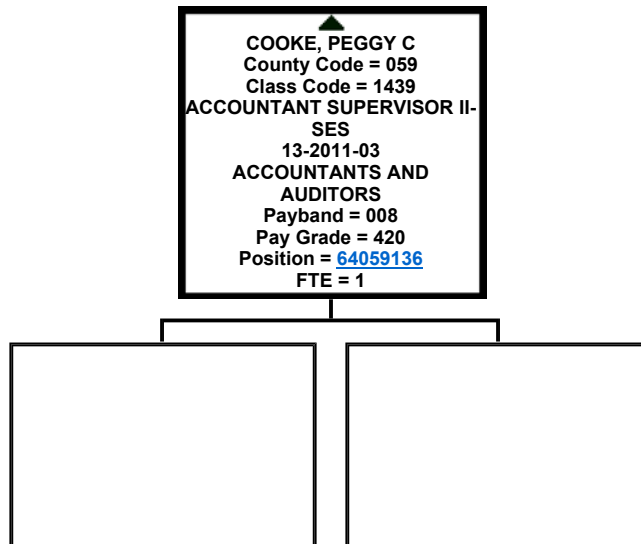 COOKE, PEGGY C
County Code = 059
Class Code = 1439
ACCOUNTANT SUPERVISOR II-
SES
13-2011-03
ACCOUNTANTS AND
AUDITORS
Payband = 008
Pay Grade = 420
Position = 64059136
FTE = 1